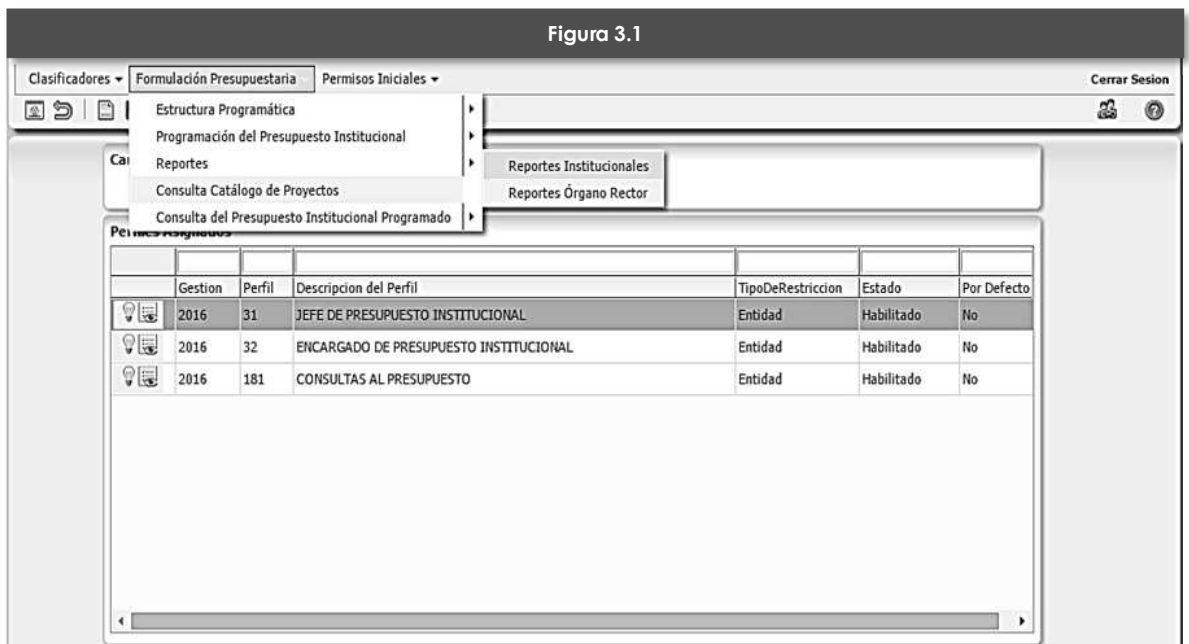 Figura 3.1
Clasificadores Formulación Presupuestaria Permisos Iniciales Cerrar Sesion
Estructura Programática
Programación del Presupuesto Institucional
Reportes
Consulta Catálogo de Proyectos
Consulta del Presupuesto Institucional Programado
Reportes Institucionales
Reportes Órgano Rector
Gestion Perfil Descripcion del Perfil TipoDeRestriccion Estado Por Defecto
2016 31 JEFE DE PRESUPUESTO INSTITUCIONAL Entidad Habilitado No
2016 32 ENCARGADO DE PRESUPUESTO INSTITUCIONAL Entidad Habilitado No
2016 181 CONSULTAS AL PRESUPUESTO Entidad Habilitado No